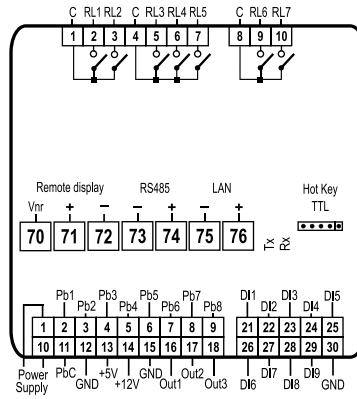 C RL1 RL2 C RL3 RL4 RL5 C RL6 RL7
1 2 3 4 5 6 7 8 9 10
Remote display RS485 LAN Hot Key
Vnr + − − + − + TTL
70 71 72 73 74 75 76 Tx Rx
Pb1 Pb2 Pb3 Pb4 Pb5 Pb6 Pb7 Pb8 DI1 DI2 DI3 DI4 DI5
1 2 3 4 5 6 7 8 9 21 22 23 24 25
10 11 12 13 14 15 16 17 18 26 27 28 29 30
Power Supply PbC GND +5V +12V GND Out1 Out2 Out3 DI6 DI7 DI8 DI9 GND